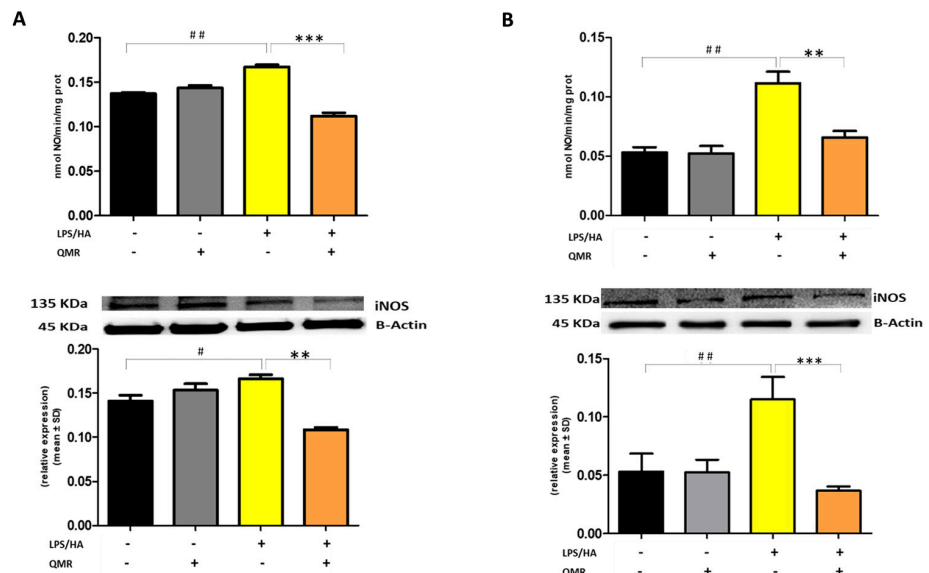 A
nmol NO/min/mg prot
0.20
0.15
0.10
0.05
0.00
# #
***
LPS/HA - - + +
QMR - + - +
135 KDa iNOS
45 KDa B-Actin
(relative expression)
(mean ± SD)
0.20
0.15
0.10
0.05
0.00
#
**
LPS/HA - - + +
QMR - + - +
B
nmol NO/min/mg prot
0.15
0.10
0.05
0.00
# #
**
LPS/HA - - + +
QMR - + - +
135 KDa iNOS
45 KDa B-Actin
(relative expression)
(mean ± SD)
0.15
0.10
0.05
0.00
# #
***
LPS/HA - - + +
QMR - + - +